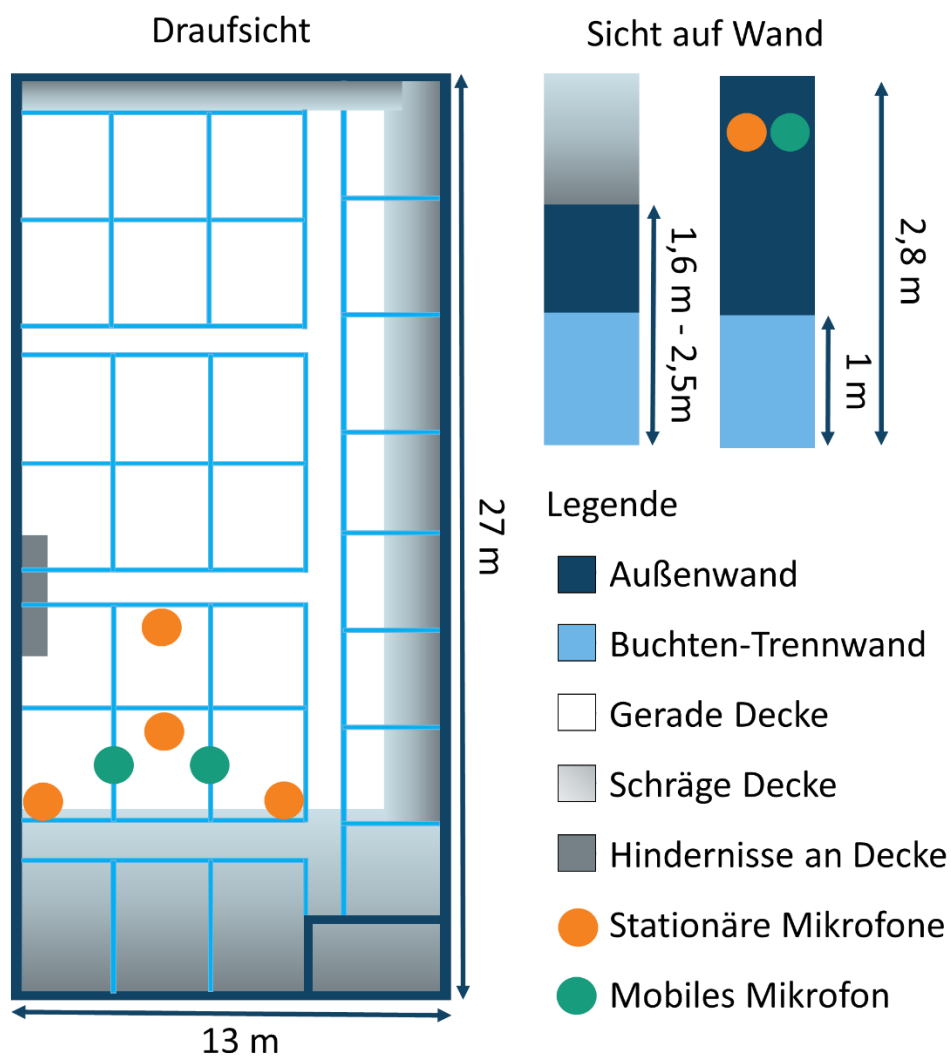 Draufsicht
Sicht auf Wand
27 m
13 m
1,6 m - 2,5m
1 m
2,8 m
Legende
Außenwand
Buchten-Trennwand
Gerade Decke
Schräge Decke
Hindernisse an Decke
Stationäre Mikrofone
Mobiles Mikrofon